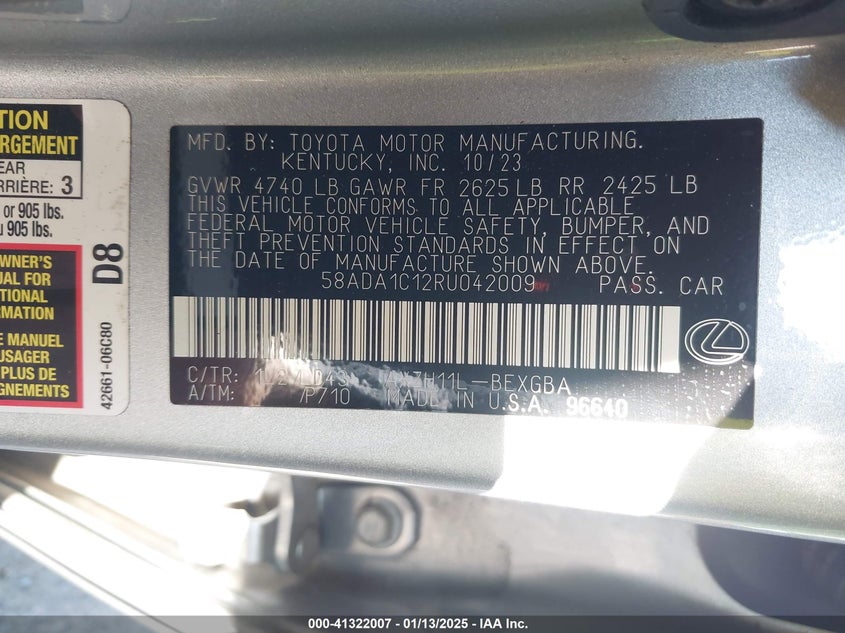 TION
RGEMENT
EAR
RRIÈRE: 3
or 905 lbs.
905 lbs.
OWNER'S
UAL FOR
TIONAL
ORMATION
E MANUEL
USAGER
PLUS DE
IGNEMENTS
D8
42661-06C80
MFD. BY: TOYOTA MOTOR MANUFACTURING.
KENTUCKY, INC. 10/23
GVWR 4740 LB GAWR FR 2625 LB RR 2425 LB
THIS VEHICLE CONFORMS TO ALL APPLICABLE
FEDERAL MOTOR VEHICLE SAFETY, BUMPER, AND
THEFT PREVENTION STANDARDS IN EFFECT ON
THE DATE OF MANUFACTURE SHOWN ABOVE.
58ADA1C12RU042009 PASS. CAR
C/TR: AXZH11L-BEXGBA
A/TM: /P710 MADE IN U.S.A. 96640
000-41322007 - 01/13/2025 - IAA Inc.